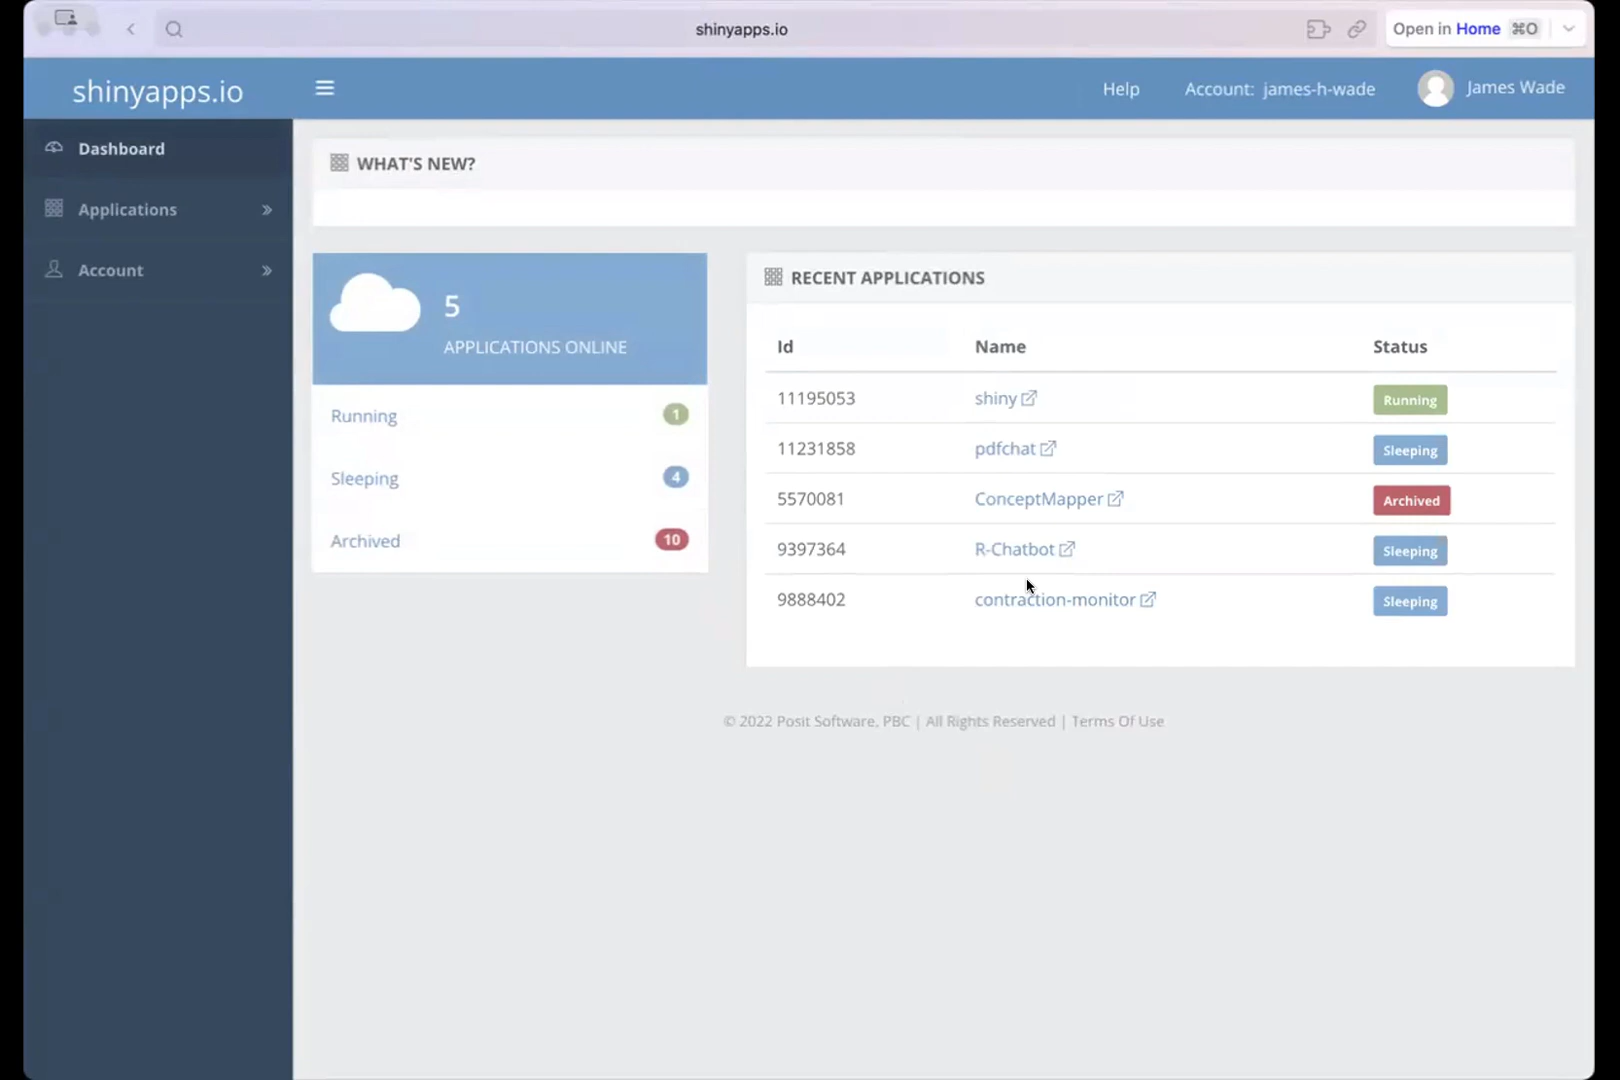 shinyapps.io
Open in Home ⌘O
shinyapps.io
Help
Account: james-h-wade
James Wade
Dashboard
Applications
Account
WHAT'S NEW?
5
APPLICATIONS ONLINE
Running 1
Sleeping 4
Archived 10
RECENT APPLICATIONS
Id Name Status
11195053 shiny Running
11231858 pdfchat Sleeping
5570081 ConceptMapper Archived
9397364 R-Chatbot Sleeping
9888402 contraction-monitor Sleeping
© 2022 Posit Software, PBC | All Rights Reserved | Terms Of Use